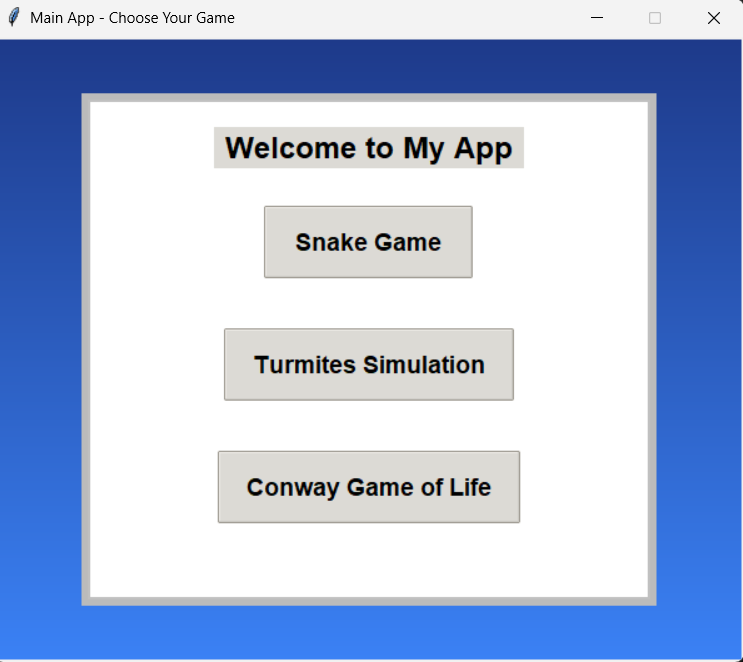 Main App - Choose Your Game
Welcome to My App
Snake Game
Turmites Simulation
Conway Game of Life